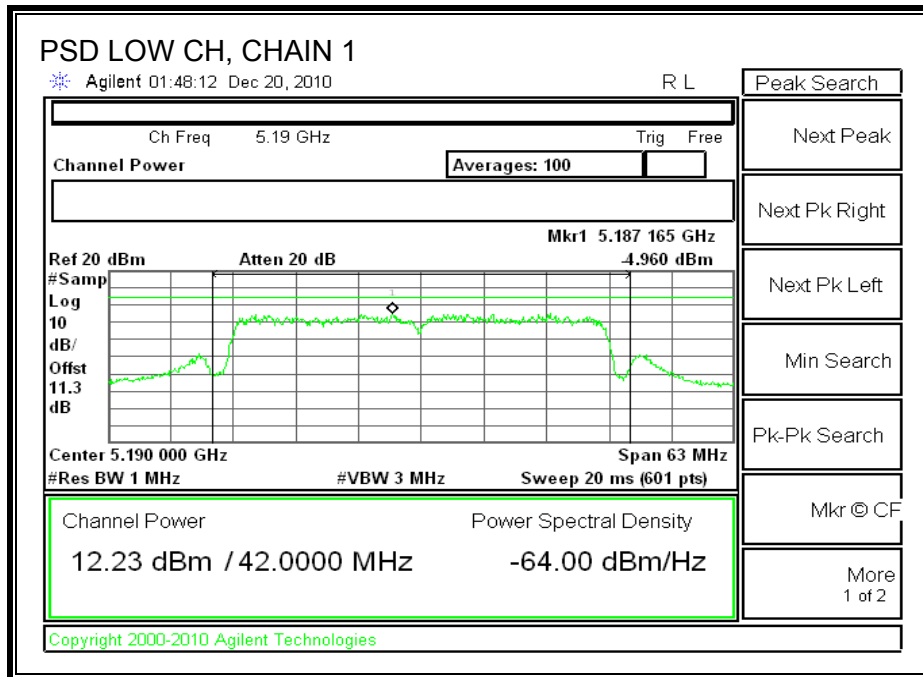 PSD LOW CH, CHAIN 1
Agilent 01:48:12 Dec 20, 2010 R L
Peak Search
Ch Freq 5.19 GHz Trig Free
Channel Power Averages: 100
Mkr1 5.187 165 GHz
Ref 20 dBm Atten 20 dB -4.960 dBm
#Samp
Log
10
dB/
Offst
11.3
dB
1
Center 5.190 000 GHz Span 63 MHz
#Res BW 1 MHz #VBW 3 MHz Sweep 20 ms (601 pts)
Channel Power Power Spectral Density
12.23 dBm / 42.0000 MHz -64.00 dBm/Hz
Copyright 2000-2010 Agilent Technologies
Next Peak
Next Pk Right
Next Pk Left
Min Search
Pk-Pk Search
Mkr © CF
More
1 of 2